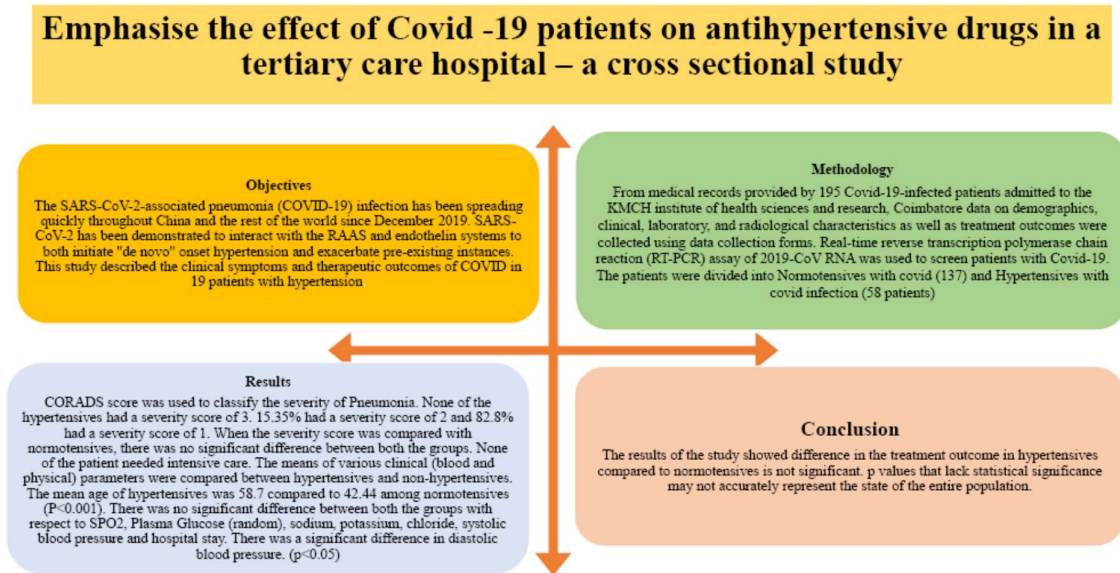 Emphasise the effect of Covid -19 patients on antihypertensive drugs in a
tertiary care hospital – a cross sectional study
Objectives
The SARS-CoV-2-associated pneumonia (COVID-19) infection has been spreading
quickly throughout China and the rest of the world since December 2019. SARS-
CoV-2 has been demonstrated to interact with the RAAS and endothelin systems to
both initiate "de novo" onset hypertension and exacerbate pre-existing instances.
This study described the clinical symptoms and therapeutic outcomes of COVID in
19 patients with hypertension
Methodology
From medical records provided by 195 Covid-19-infected patients admitted to the
KMCH institute of health sciences and research, Coimbatore data on demographics,
clinical, laboratory, and radiological characteristics as well as treatment outcomes were
collected using data collection forms. Real-time reverse transcription polymerase chain
reaction (RT-PCR) assay of 2019-CoV RNA was used to screen patients with Covid-19.
The patients were divided into Normotensives with covid (137) and Hypertensives with
covid infection (58 patients)
Results
CORADS score was used to classify the severity of Pneumonia. None of the
hypertensives had a severity score of 3. 15.35% had a severity score of 2 and 82.8%
had a severity score of 1. When the severity score was compared with
normotensives, there was no significant difference between both the groups. None
of the patient needed intensive care. The means of various clinical (blood and
physical) parameters were compared between hypertensives and non-hypertensives.
The mean age of hypertensives was 58.7 compared to 42.44 among normotensives
(P<0.001). There was no significant difference between both the groups with
respect to SPO2, Plasma Glucose (random), sodium, potassium, chloride, systolic
blood pressure and hospital stay. There was a significant difference in diastolic
blood pressure. (p<0.05)
Conclusion
The results of the study showed difference in the treatment outcome in hypertensives
compared to normotensives is not significant. p values that lack statistical significance
may not accurately represent the state of the entire population.